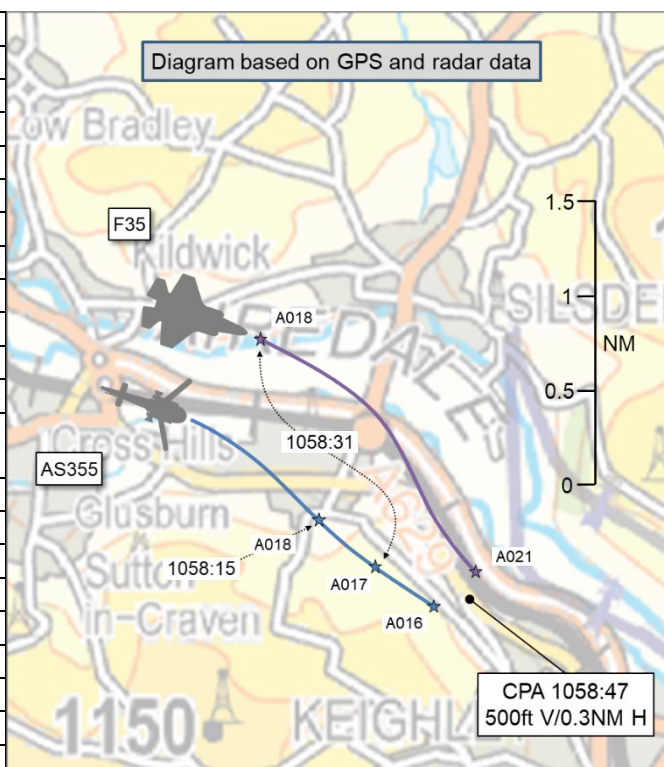 Diagram based on GPS and radar data
Low Bradley
1.5
F35
Kildwick
1
SILSDE
A018
AIREDALE
NM
0.5
1058:31
Cross Hills
AS355
0
Glusburn
A018
A629
1058:15
A021
Sutton
A017
in-Craven
A016
CPA 1058:47
500ft V/0.3NM H
1150
KEIGHL